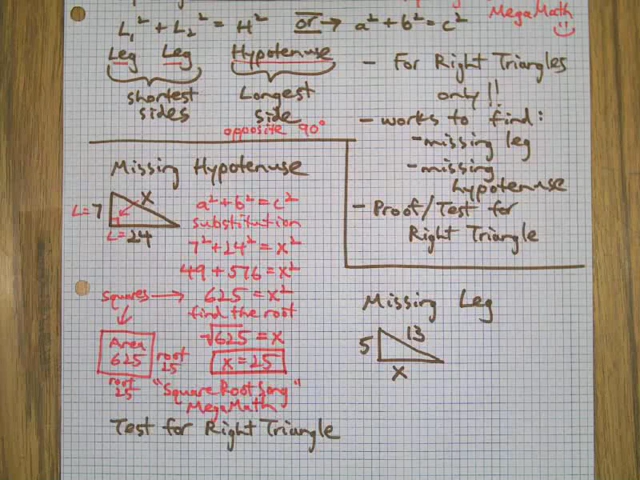 MegaMath
L₁² + L₂² = H² or → a² + b² = c²
Leg Leg Hypotenuse
shortest sides
Longest side
opposite 90°
- For Right Triangles only!!
- works to find:
- missing leg
- missing hypotenuse
- Proof/Test for Right Triangle
Missing Hypotenuse
L=7
x
L=24
a² + b² = c²
substitution
7² + 24² = x²
49 + 576 = x²
squares → 625 = x²
find the root
√625 = x
x = 25
Area 625
root 25
root 25
"Square Root Song"
MegaMath
Test for Right Triangle
Missing Leg
5
13
x